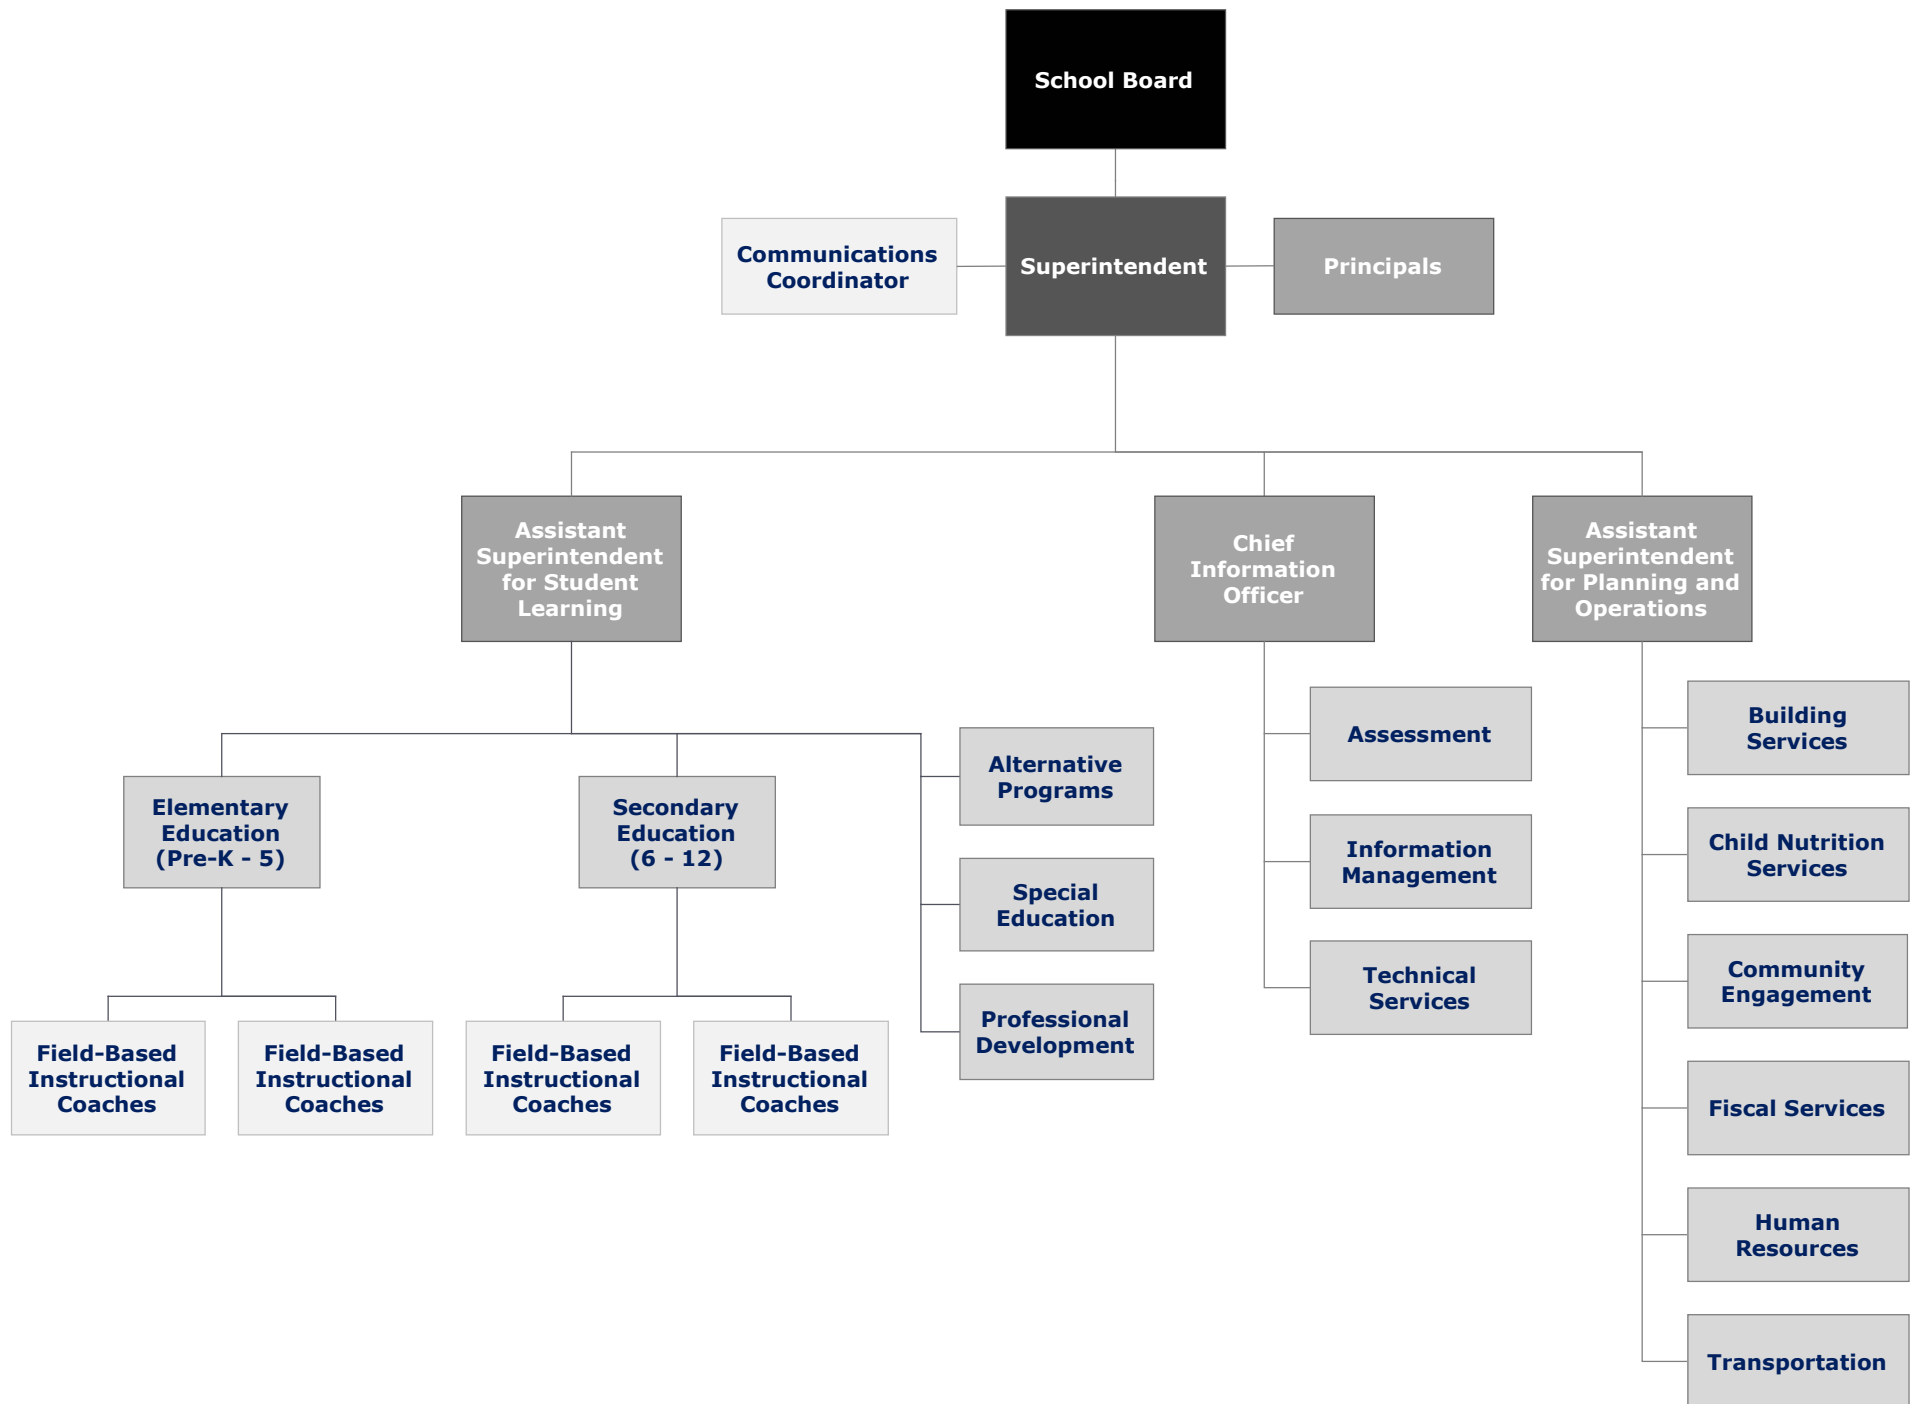 School Board
Communications
Coordinator
Superintendent
Principals
Assistant
Superintendent
for Student
Learning
Chief
Information
Officer
Assistant
Superintendent
for Planning and
Operations
Elementary
Education
(Pre-K - 5)
Secondary
Education
(6 - 12)
Alternative
Programs
Special
Education
Professional
Development
Field-Based
Instructional
Coaches
Field-Based
Instructional
Coaches
Field-Based
Instructional
Coaches
Field-Based
Instructional
Coaches
Assessment
Information
Management
Technical
Services
Building
Services
Child Nutrition
Services
Community
Engagement
Fiscal Services
Human
Resources
Transportation